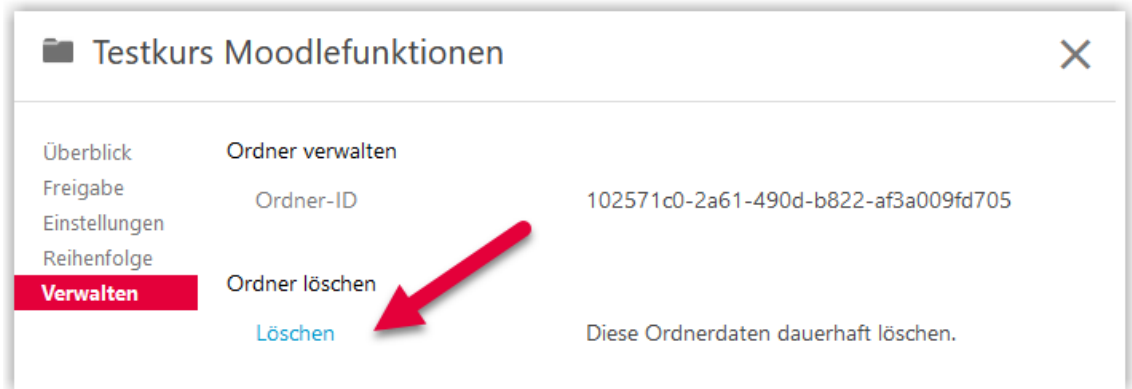 Testkurs Moodlefunktionen
Überblick
Freigabe
Einstellungen
Reihenfolge
Verwalten
Ordner verwalten
Ordner-ID 102571c0-2a61-490d-b822-af3a009fd705
Ordner löschen
Löschen Diese Ordnerdaten dauerhaft löschen.